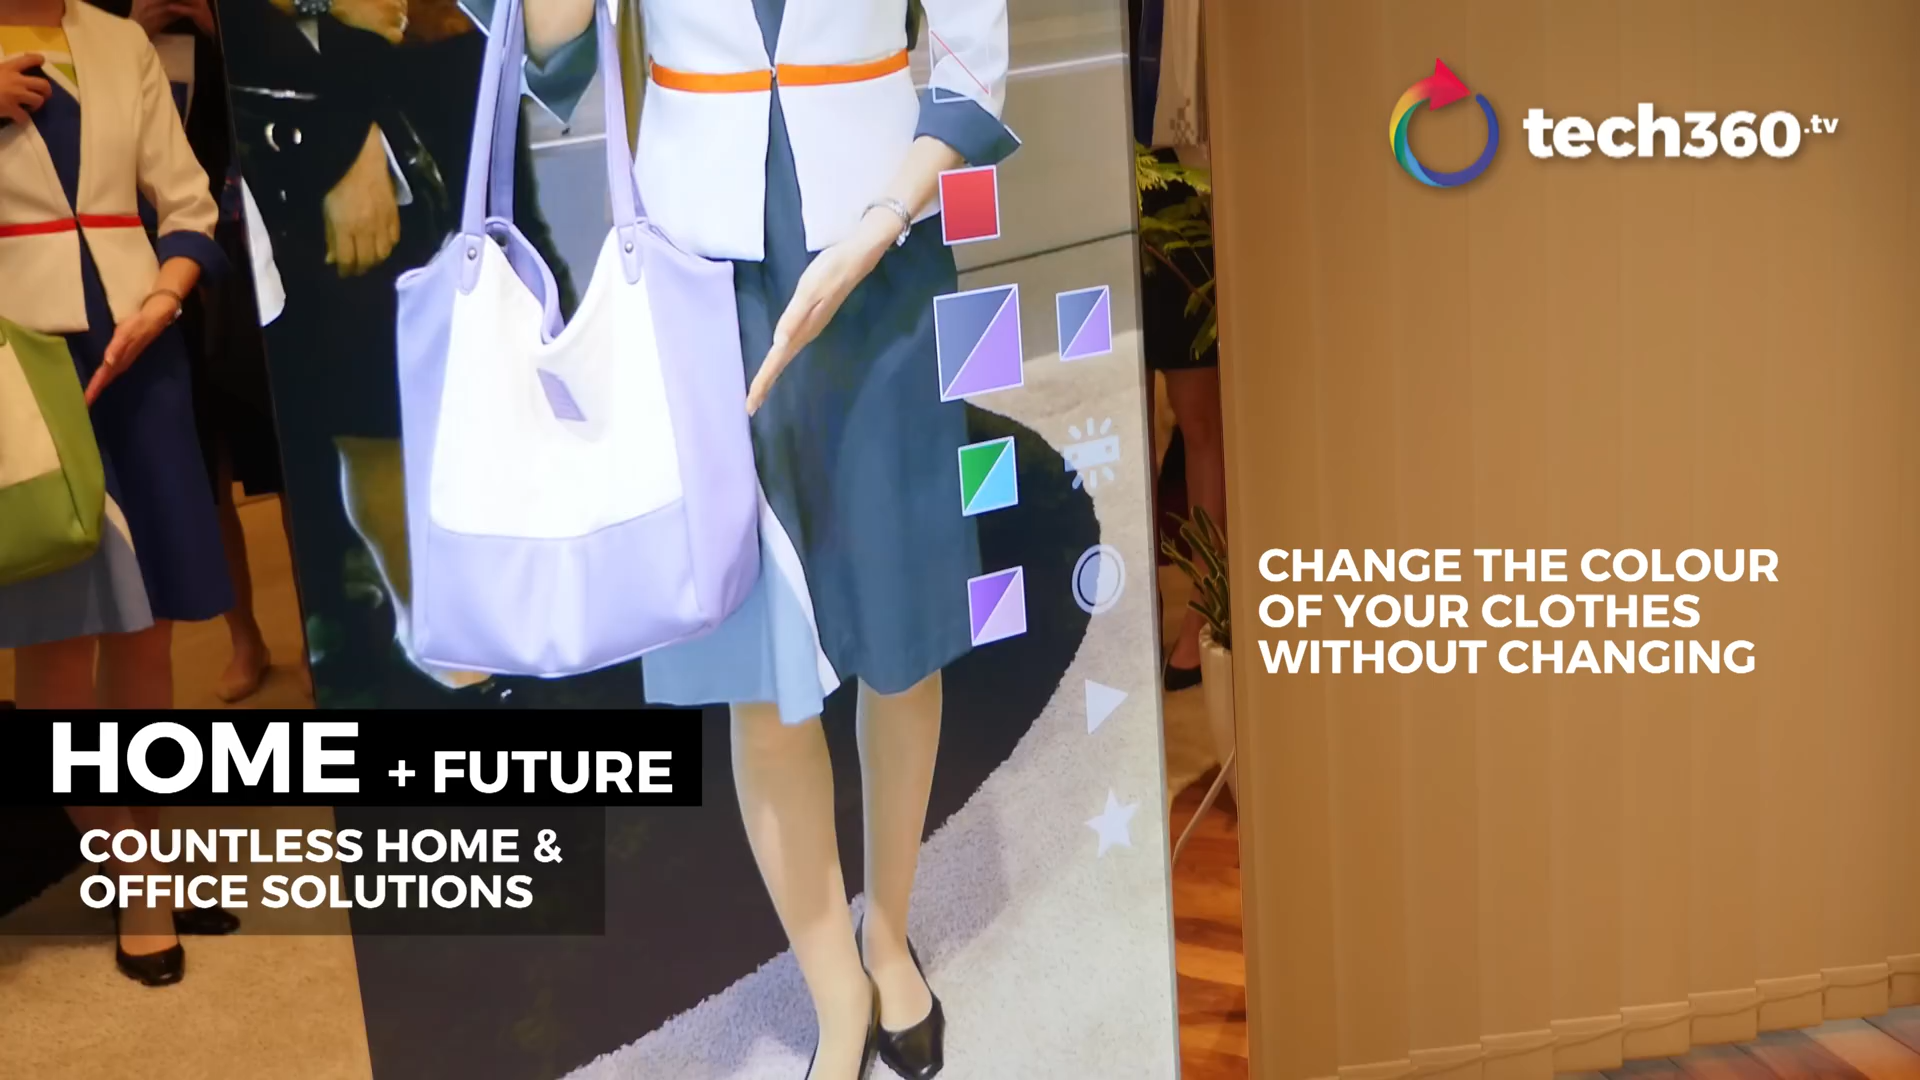 tech360.tv
CHANGE THE COLOUR
OF YOUR CLOTHES
WITHOUT CHANGING
HOME + FUTURE
COUNTLESS HOME &
OFFICE SOLUTIONS